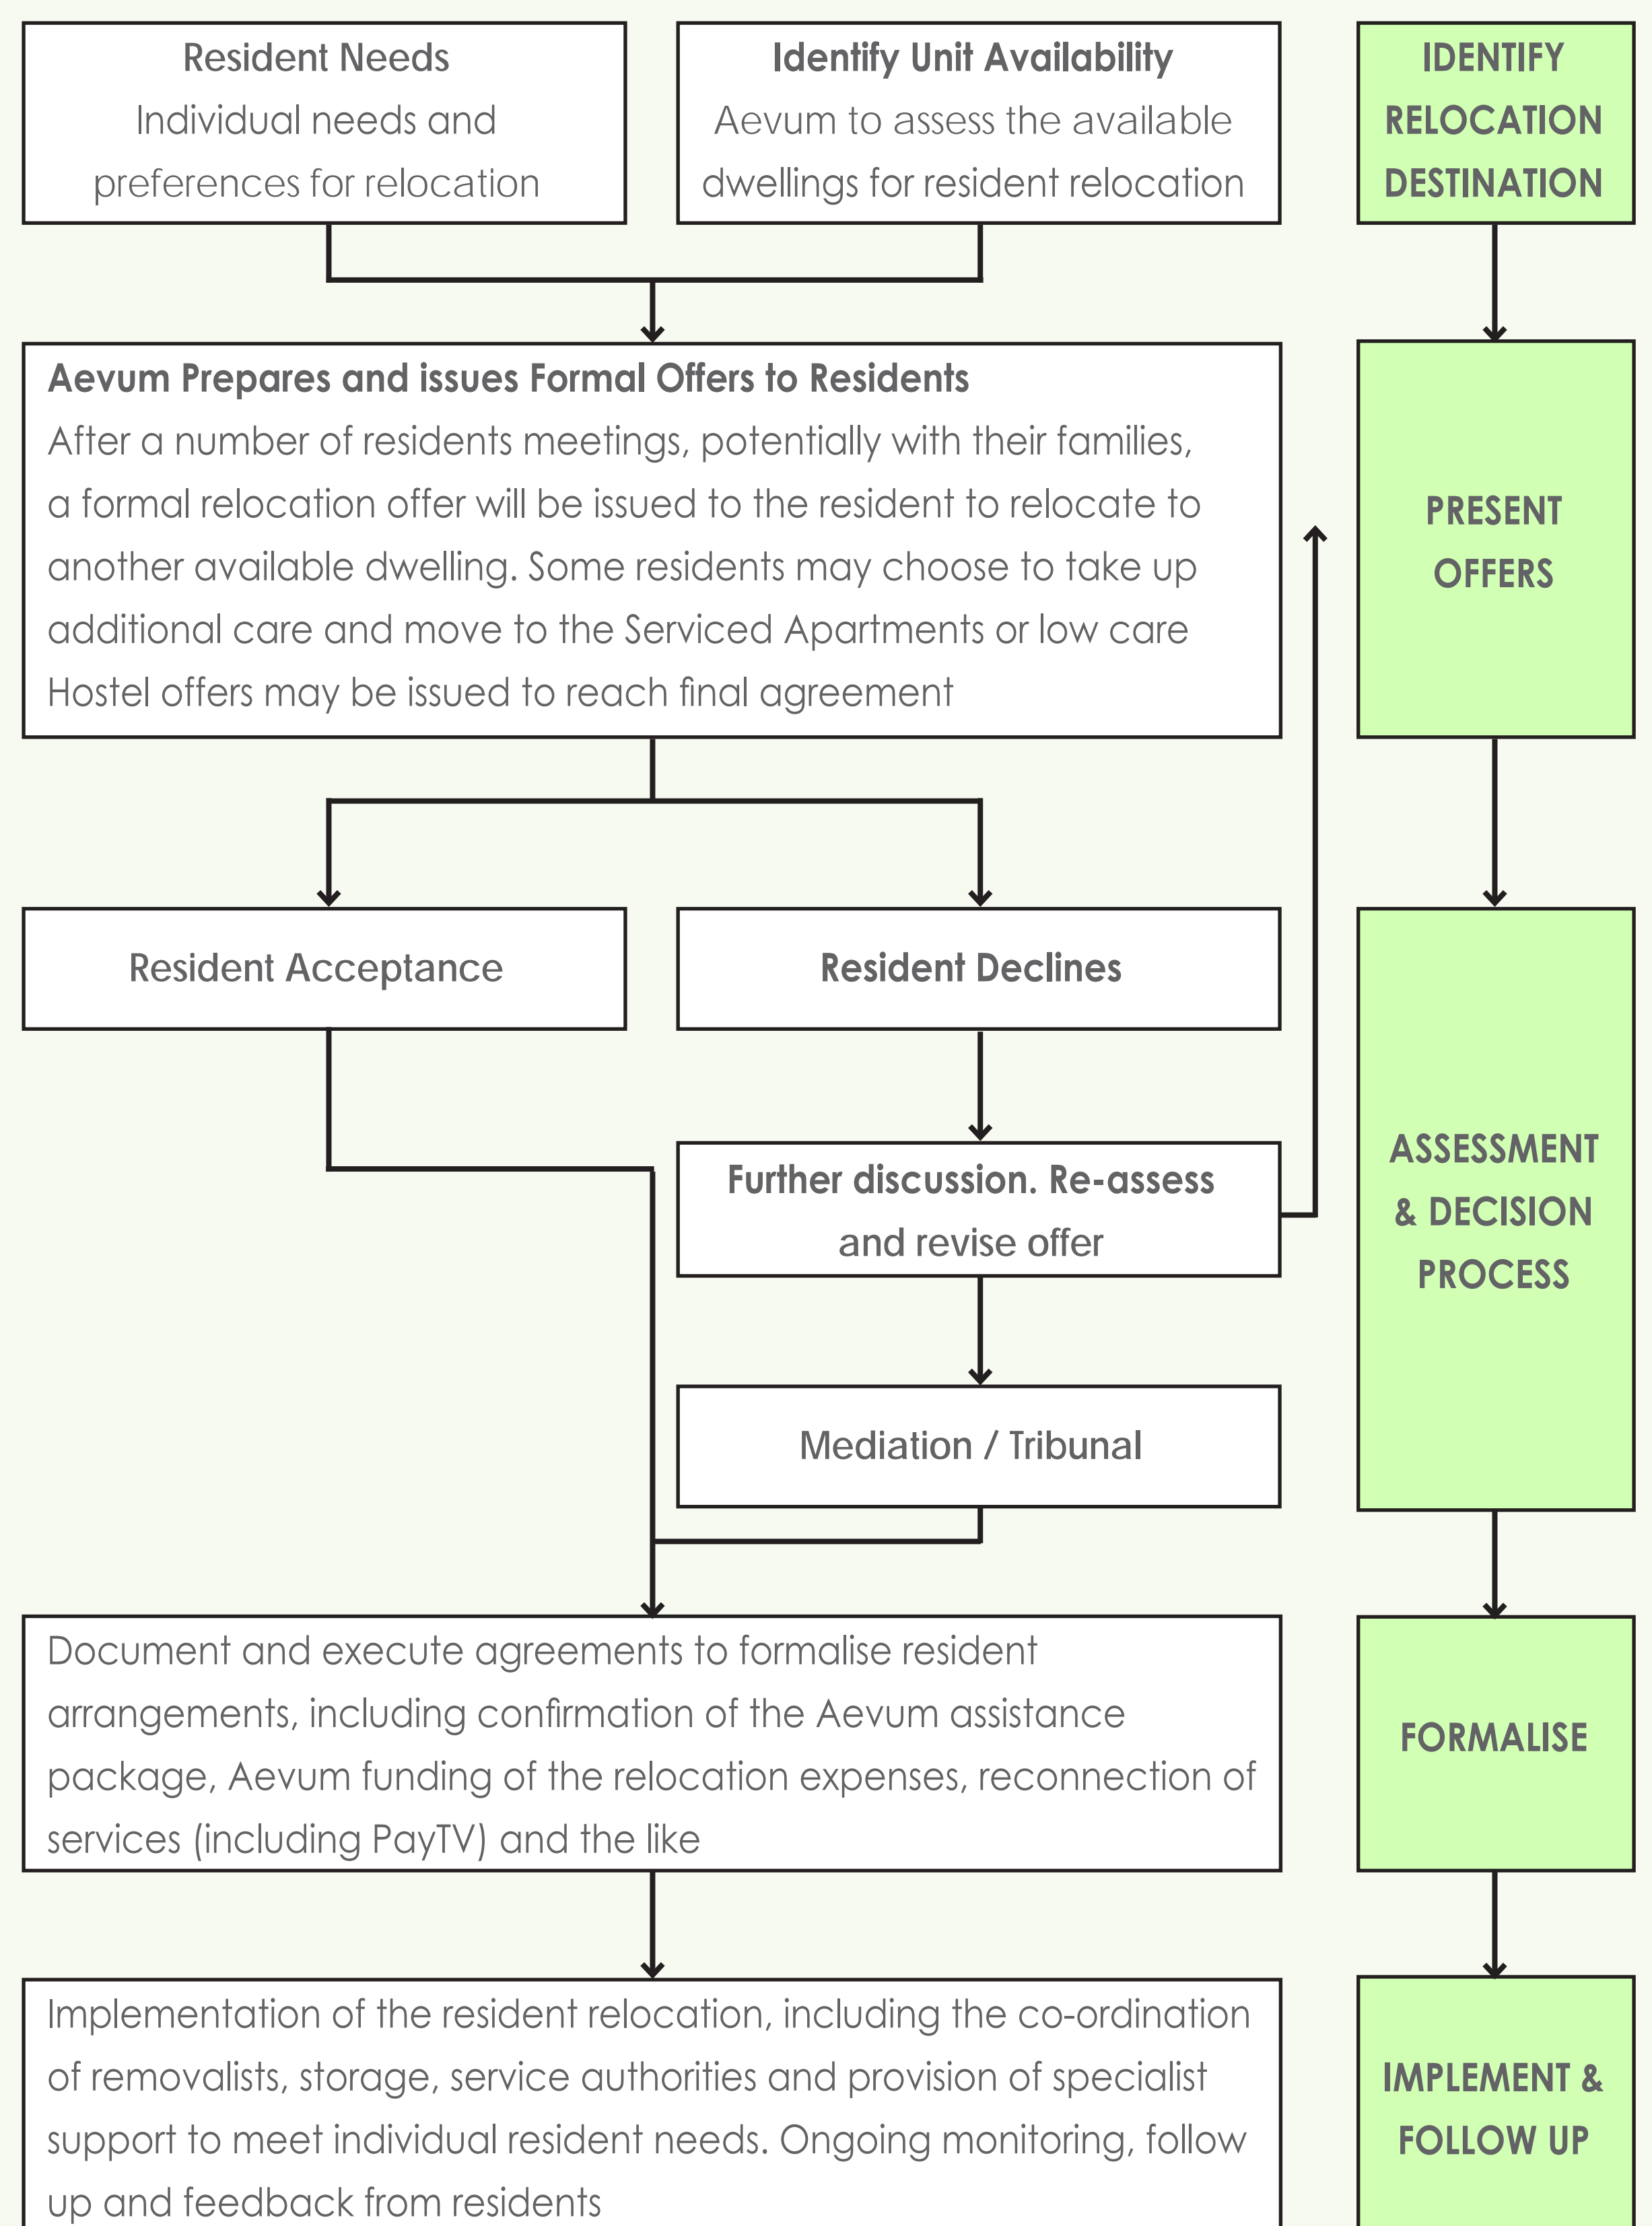 Resident Needs
Individual needs and
preferences for relocation
Identify Unit Availability
Aevum to assess the available
dwellings for resident relocation
IDENTIFY
RELOCATION
DESTINATION
Aevum Prepares and issues Formal Offers to Residents
After a number of residents meetings, potentially with their families,
a formal relocation offer will be issued to the resident to relocate to
another available dwelling. Some residents may choose to take up
additional care and move to the Serviced Apartments or low care
Hostel offers may be issued to reach final agreement
PRESENT
OFFERS
Resident Acceptance
Resident Declines
Further discussion. Re-assess
and revise offer
Mediation / Tribunal
ASSESSMENT
& DECISION
PROCESS
Document and execute agreements to formalise resident
arrangements, including confirmation of the Aevum assistance
package, Aevum funding of the relocation expenses, reconnection of
services (including PayTV) and the like
FORMALISE
Implementation of the resident relocation, including the co-ordination
of removalists, storage, service authorities and provision of specialist
support to meet individual resident needs. Ongoing monitoring, follow
up and feedback from residents
IMPLEMENT &
FOLLOW UP